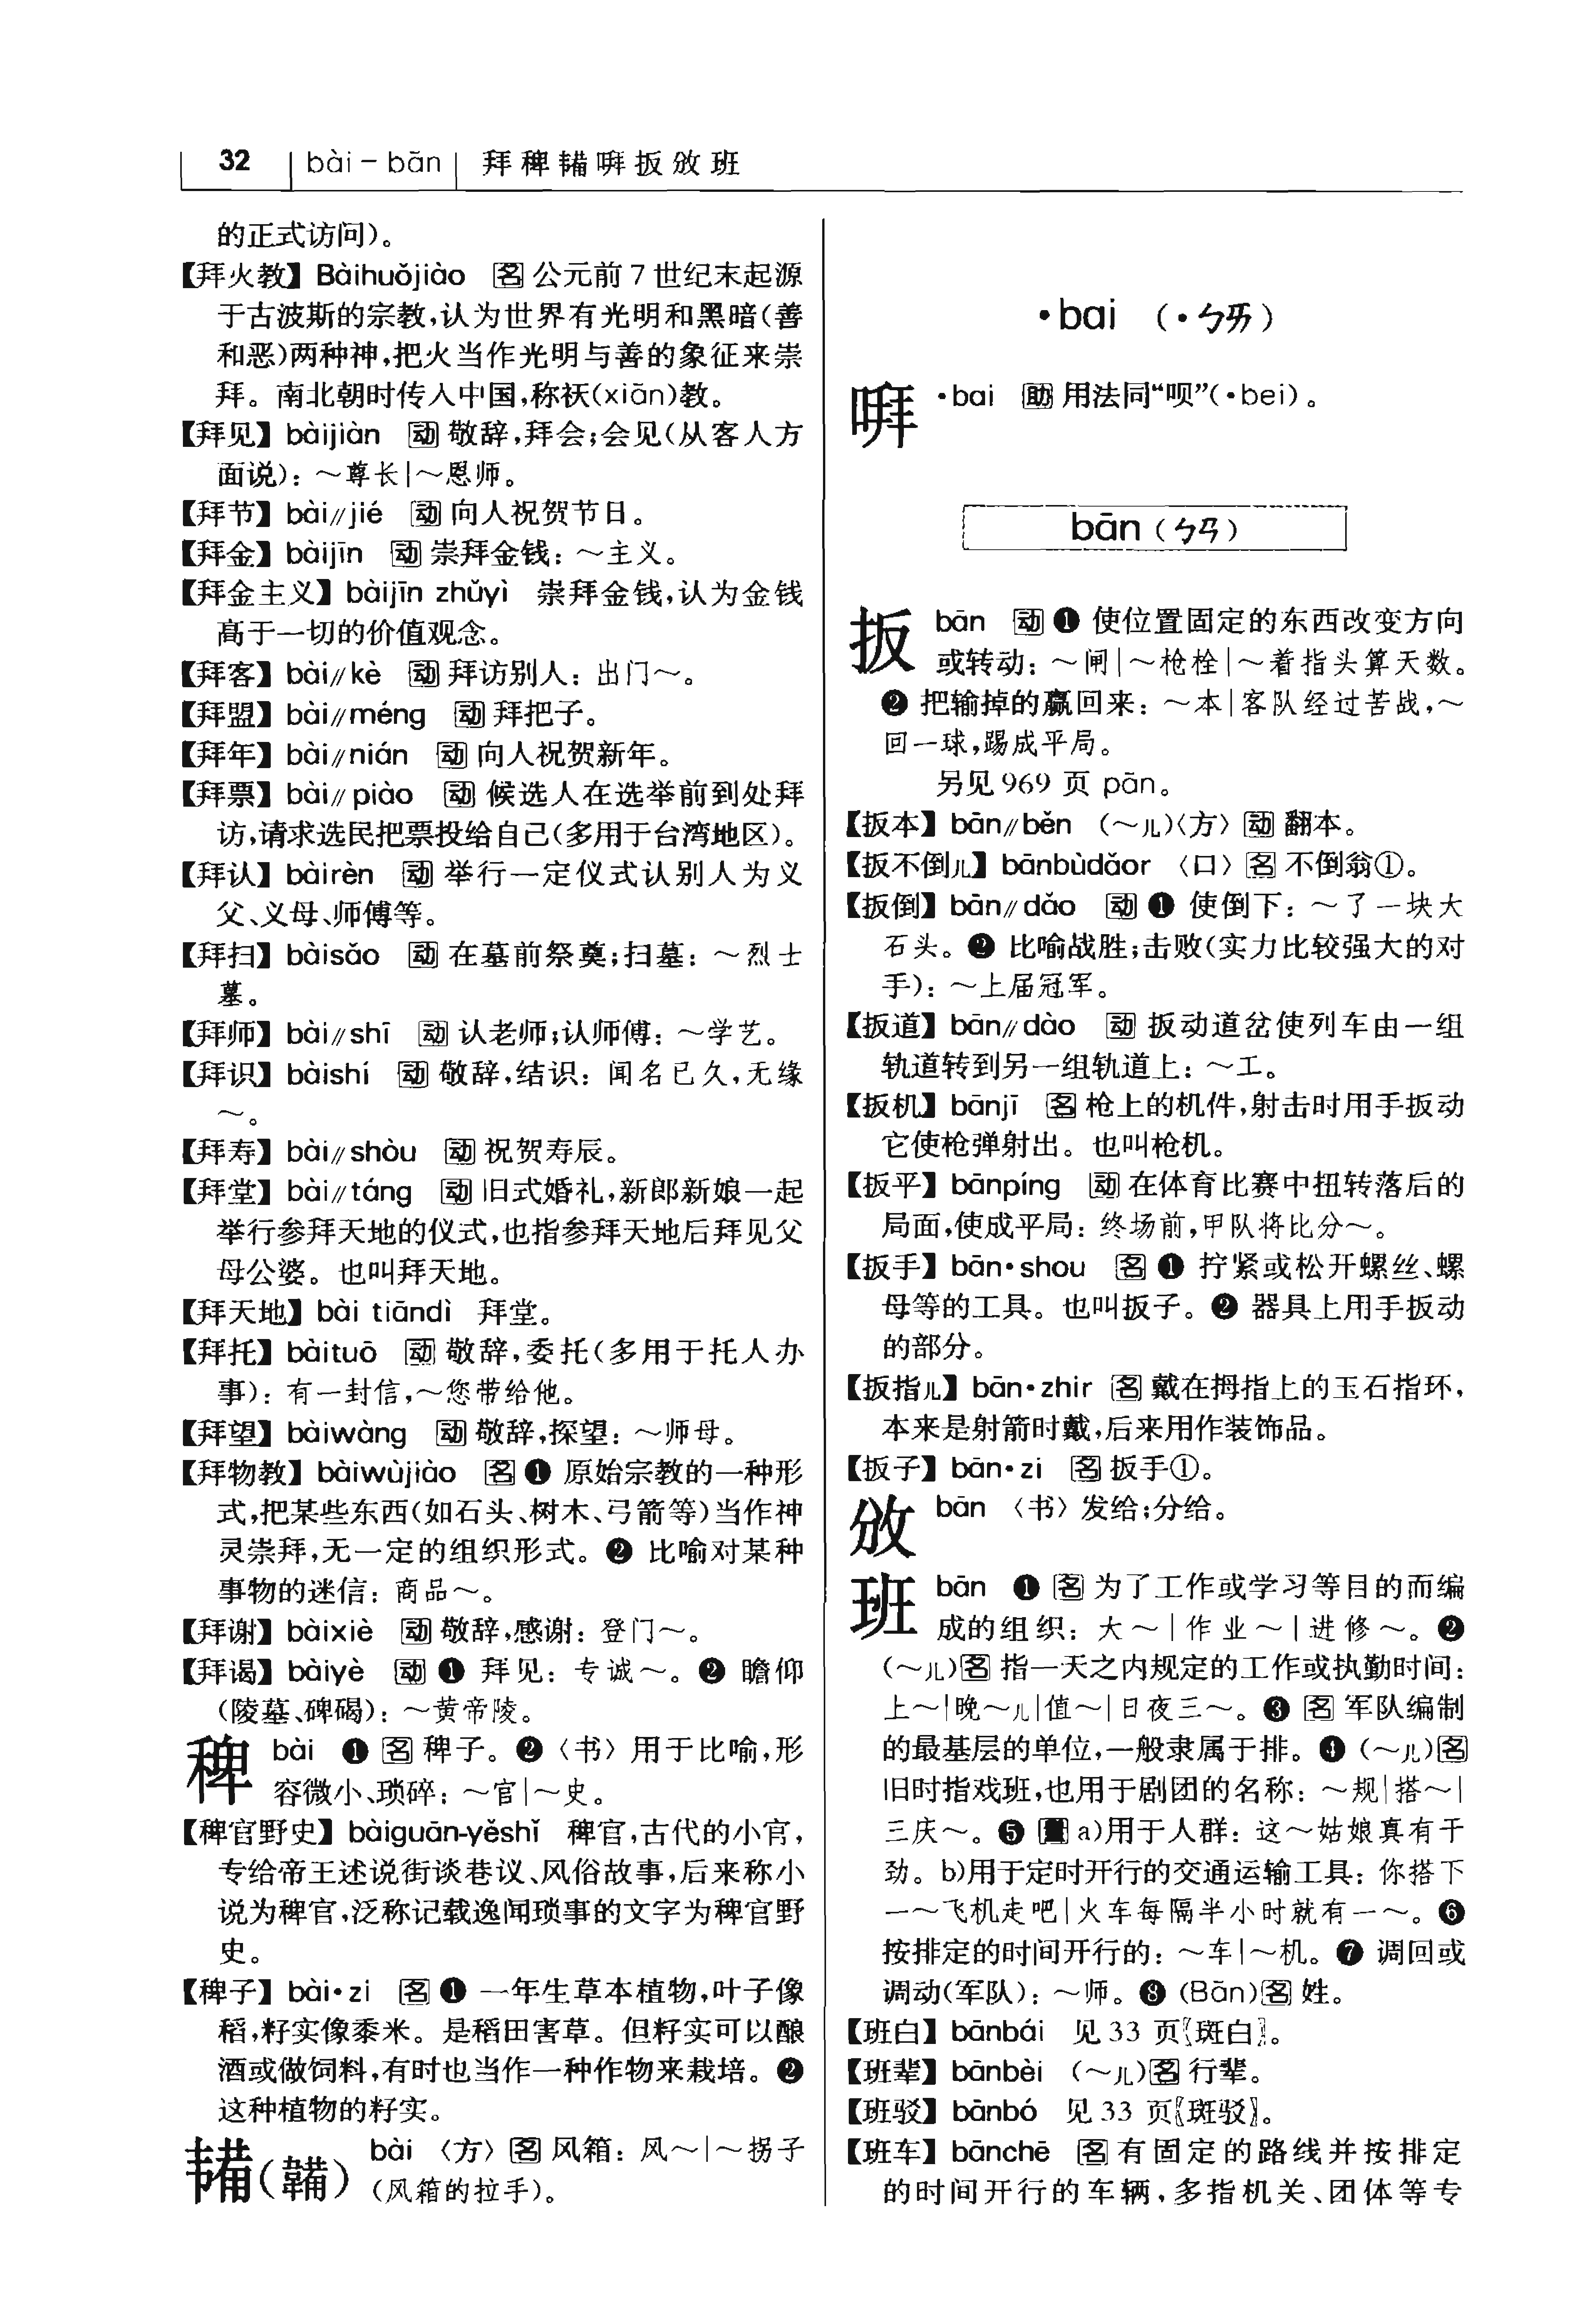 32 bài – bān 拜稗鞴㗑扳攽班
的正式访问)。
【拜火教】Bàihuǒjiào 名 公元前7世纪末起源
于古波斯的宗教,认为世界有光明和黑暗(善
和恶)两种神,把火当作光明与善的象征来崇
拜。南北朝时传入中国,称祆(xiān)教。
【拜见】bàijiàn 动 敬辞,拜会;会见(从客人方
面说):~尊长|~恩师。
【拜节】bài//jié 动 向人祝贺节日。
【拜金】bàijīn 动 崇拜金钱:~主义。
【拜金主义】bàijīn zhǔyì 崇拜金钱,认为金钱
高于一切的价值观念。
【拜客】bài//kè 动 拜访别人:出门~。
【拜盟】bài//méng 动 拜把子。
【拜年】bài//nián 动 向人祝贺新年。
【拜票】bài//piào 动 候选人在选举前到处拜
访,请求选民把票投给自己(多用于台湾地区)。
【拜认】bàirèn 动 举行一定仪式认别人为义
父、义母、师傅等。
【拜扫】bàisǎo 动 在墓前祭奠;扫墓:~烈士
墓。
【拜师】bài//shī 动 认老师;认师傅:~学艺。
【拜识】bàishí 动 敬辞,结识:闻名已久,无缘
~。
【拜寿】bài//shòu 动 祝贺寿辰。
【拜堂】bài//táng 动 旧式婚礼,新郎新娘一起
举行参拜天地的仪式,也指参拜天地后拜见父
母公婆。也叫拜天地。
【拜天地】bài tiāndì 拜堂。
【拜托】bàituō 动 敬辞,委托(多用于托人办
事):有一封信,~您带给他。
【拜望】bàiwàng 动 敬辞,探望:~师母。
【拜物教】bàiwùjiào 名 ❶ 原始宗教的一种形
式,把某些东西(如石头、树木、弓箭等)当作神
灵崇拜,无一定的组织形式。❷ 比喻对某种
事物的迷信:商品~。
【拜谢】bàixiè 动 敬辞,感谢:登门~。
【拜谒】bàiyè 动 ❶ 拜见:专诚~。❷ 瞻仰
(陵墓、碑碣):~黄帝陵。
稗 bài ❶ 名 稗子。❷〈书〉用于比喻,形
容微小、琐碎:~官|~史。
【稗官野史】bàiguān-yěshǐ 稗官,古代的小官,
专给帝王述说街谈巷议、风俗故事,后来称小
说为稗官,泛称记载逸闻琐事的文字为稗官野
史。
【稗子】bài•zi 名 ❶ 一年生草本植物,叶子像
稻,籽实像黍米。是稻田害草。但籽实可以酿
酒或做饲料,有时也当作一种作物来栽培。❷
这种植物的籽实。
bài 〈方〉名 风箱:风~|~拐子
(风箱的拉手)。
•bai (•ㄅㄞ)
•bai 助 用法同“呗”(•bei)。
bān (ㄅㄢ)
扳 bān 动 ❶ 使位置固定的东西改变方向
或转动:~闸|~枪栓|~着指头算天数。
❷ 把输掉的赢回来:~本|客队经过苦战,~
回一球,踢成平局。
另见969页 pān。
【扳本】bān//běn (~儿)〈方〉动 翻本。
【扳不倒儿】bānbùdǎor 〈口〉名 不倒翁①。
【扳倒】bān//dǎo 动 ❶ 使倒下:~了一块大
石头。❷ 比喻战胜;击败(实力比较强大的对
手):~上届冠军。
【扳道】bān//dào 动 扳动道岔使列车由一组
轨道转到另一组轨道上:~工。
【扳机】bānjī 名 枪上的机件,射击时用手扳动
它使枪弹射出。也叫枪机。
【扳平】bānpíng 动 在体育比赛中扭转落后的
局面,使成平局:终场前,甲队将比分~。
【扳手】bān•shou 名 ❶ 拧紧或松开螺丝、螺
母等的工具。也叫扳子。❷ 器具上用手扳动
的部分。
【扳指儿】bān•zhir 名 戴在拇指上的玉石指环,
本来是射箭时戴,后来用作装饰品。
【扳子】bān•zi 名 扳手①。
攽 bān 〈书〉发给;分给。
班 bān ❶ 名 为了工作或学习等目的而编
成的组织:大~|作业~|进修~。❷
(~儿)名 指一天之内规定的工作或执勤时间:
上~|晚~儿|值~|日夜三~。❸ 名 军队编制
的最基层的单位,一般隶属于排。❹ (~儿)名
旧时指戏班,也用于剧团的名称:~规|搭~|
三庆~。❺ 量 a)用于人群:这~姑娘真有干
劲。b)用于定时开行的交通运输工具:你搭下
一~飞机走吧|火车每隔半小时就有一~。❻
按排定的时间开行的:~车|~机。❼ 调回或
调动(军队):~师。❽ (Bān)名 姓。
【班白】bānbái 见33页〖斑白〗。
【班辈】bānbèi (~儿)名 行辈。
【班驳】bānbó 见33页〖斑驳〗。
【班车】bānchē 名 有固定的路线并按排定
的时间开行的车辆,多指机关、团体等专